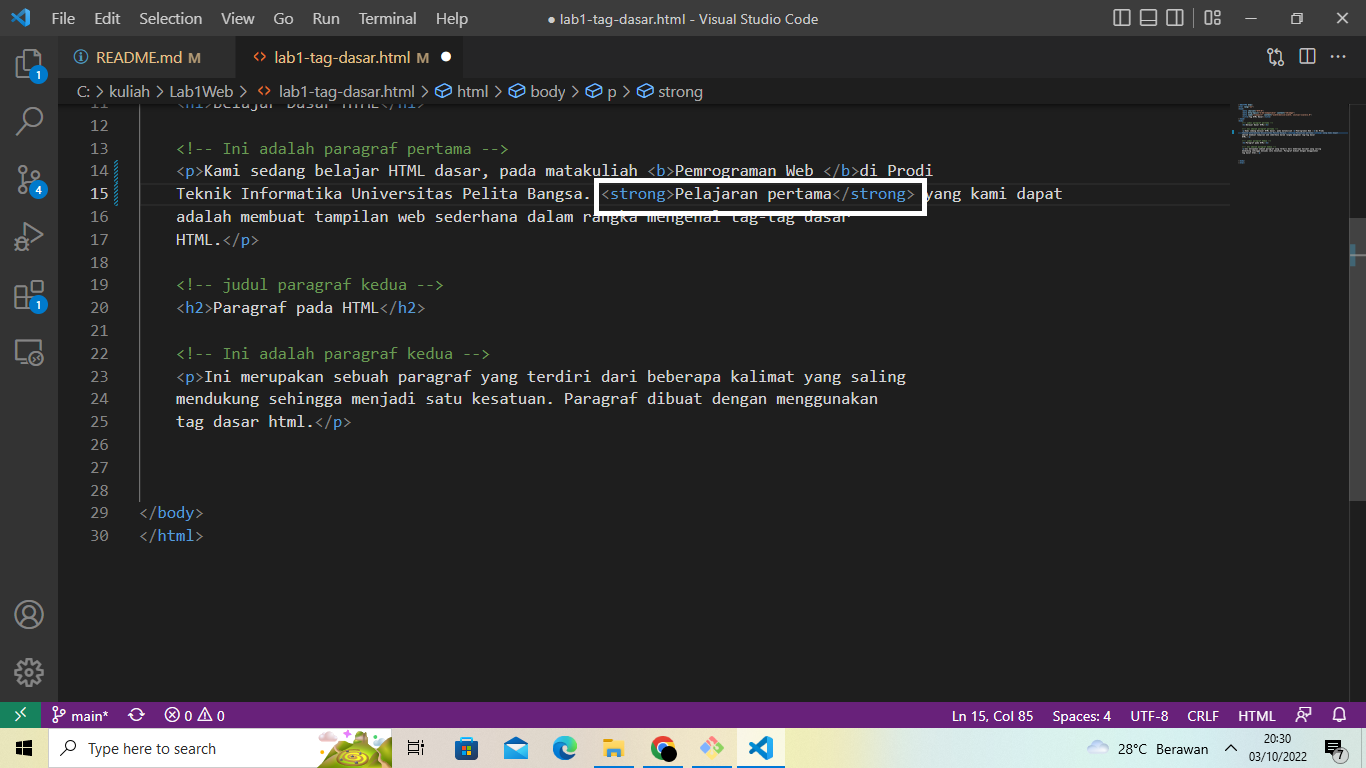 File Edit Selection View Go Run Terminal Help ● lab1-tag-dasar.html - Visual Studio Code
README.md M lab1-tag-dasar.html M ●
C: > kuliah > Lab1Web > <> lab1-tag-dasar.html > html > body > p > strong
11 <h1>Belajar Dasar HTML</h1>
12
13 <!-- Ini adalah paragraf pertama -->
14 <p>Kami sedang belajar HTML dasar, pada matakuliah <b>Pemrograman Web </b>di Prodi
15 Teknik Informatika Universitas Pelita Bangsa. <strong>Pelajaran pertama</strong> yang kami dapat
16 adalah membuat tampilan web sederhana dalam rangka mengenal tag-tag dasar
17 HTML.</p>
18
19 <!-- judul paragraf kedua -->
20 <h2>Paragraf pada HTML</h2>
21
22 <!-- Ini adalah paragraf kedua -->
23 <p>Ini merupakan sebuah paragraf yang terdiri dari beberapa kalimat yang saling
24 mendukung sehingga menjadi satu kesatuan. Paragraf dibuat dengan menggunakan
25 tag dasar html.</p>
26
27
28
29 </body>
30 </html>
1
4
1
main* 0 0 Ln 15, Col 85 Spaces: 4 UTF-8 CRLF HTML
Type here to search 28°C Berawan 20:30
03/10/2022 7